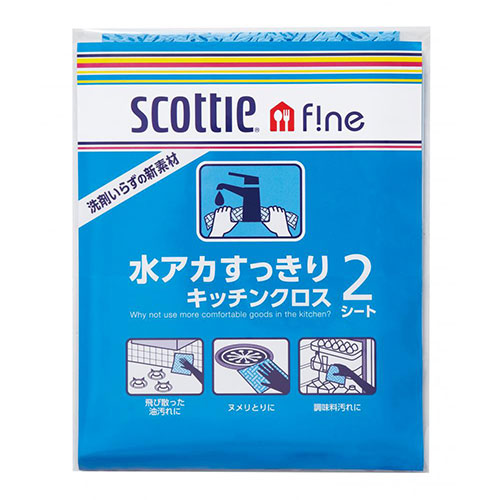 scottie® f!ne
洗剤いらずの新素材
水アカすっきり
キッチンクロス
2
シート
Why not use more comfortable goods in the kitchen?
飛び散った
油汚れに
ヌメリとりに
調味料汚れに